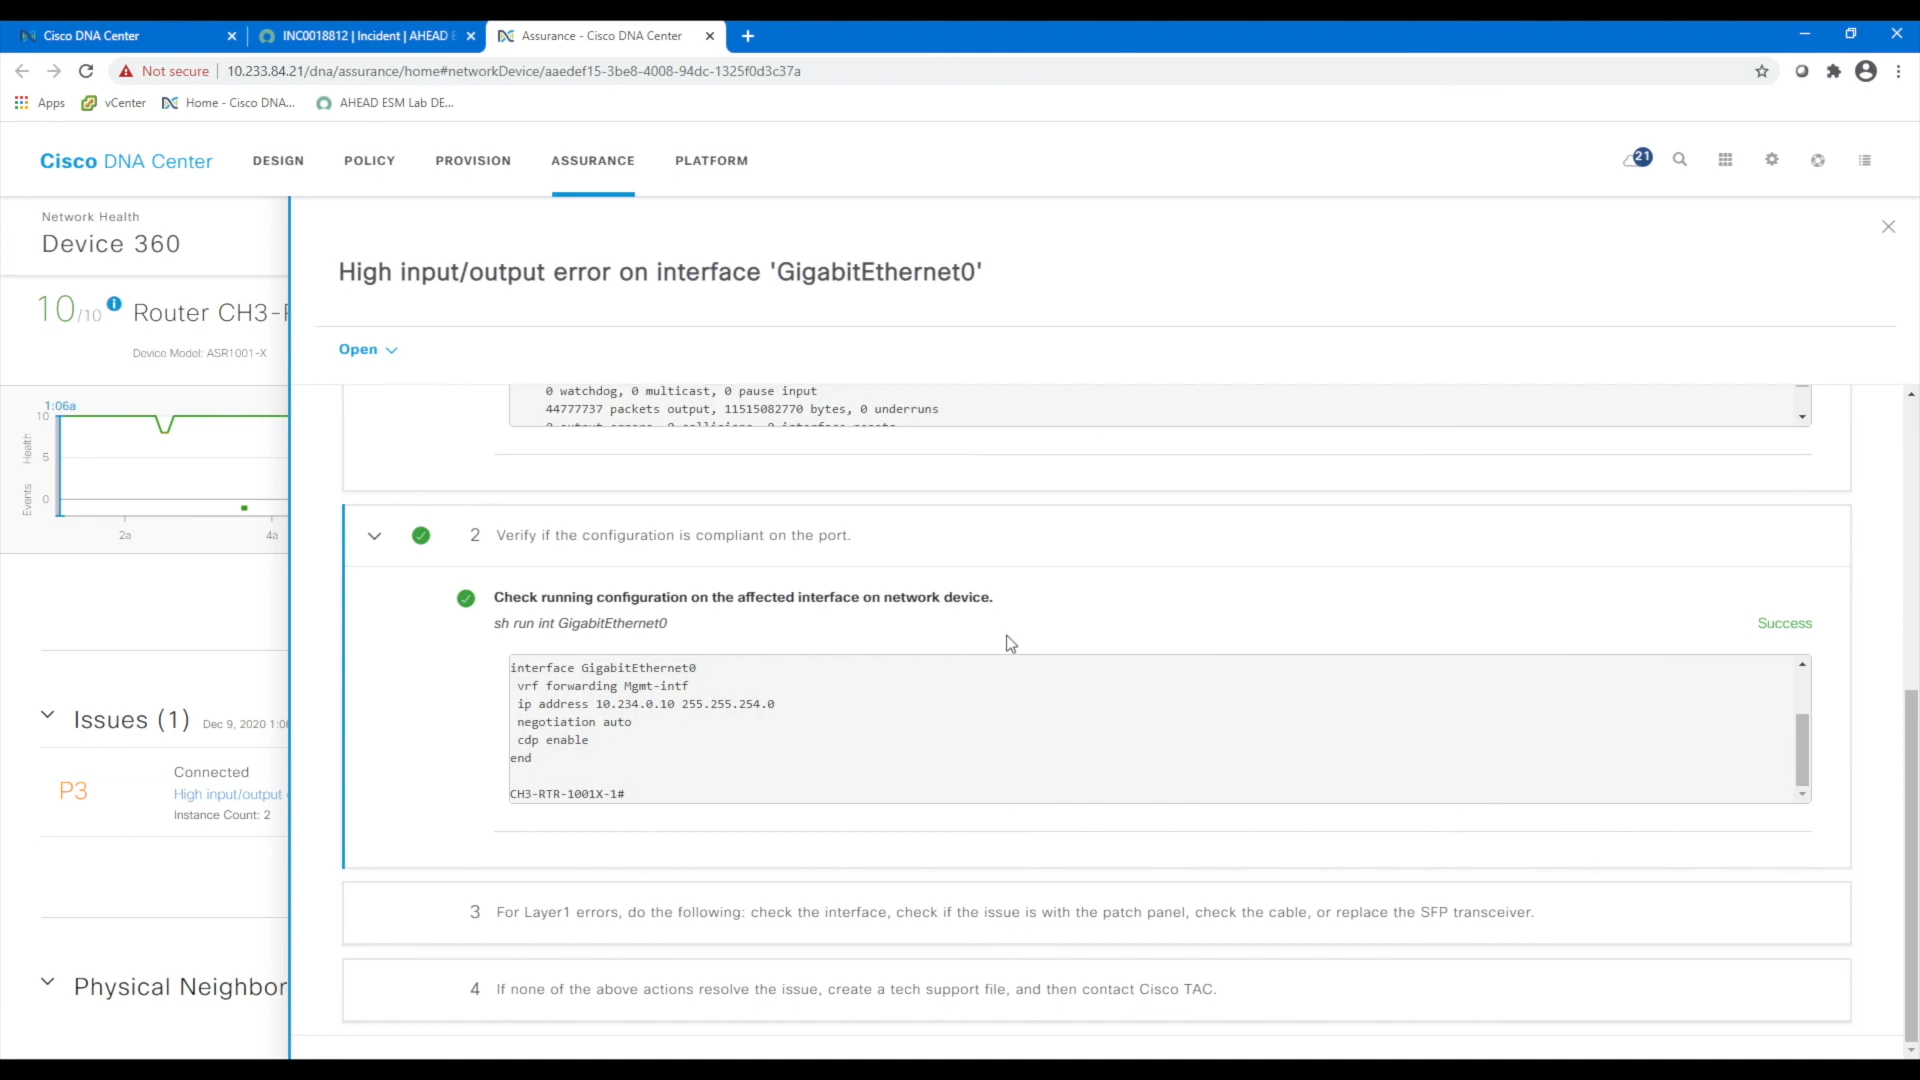 Cisco DNA Center
INC0018812 | Incident | AHEAD E
Assurance - Cisco DNA Center
Not secure
10.233.84.21/dna/assurance/home#networkDevice/aaedef15-3be8-4008-94dc-1325f0d3c37a
Apps
vCenter
Home - Cisco DNA...
AHEAD ESM Lab DE...
Cisco DNA Center
DESIGN
POLICY
PROVISION
ASSURANCE
PLATFORM
21
Network Health
Device 360
10/10
Router CH3-R
Device Model: ASR1001-X
1:06a
10
5
0
Health
Events
2a
4a
Issues (1)
Dec 9, 2020 1:06
P3
Connected
High input/output
Instance Count: 2
Physical Neighbor
High input/output error on interface 'GigabitEthernet0'
Open
0 watchdog, 0 multicast, 0 pause input
44777737 packets output, 11515082770 bytes, 0 underruns
0 output errors, 0 collisions, 0 interface resets
2 Verify if the configuration is compliant on the port.
Check running configuration on the affected interface on network device.
sh run int GigabitEthernet0
Success
interface GigabitEthernet0
vrf forwarding Mgmt-intf
ip address 10.234.0.10 255.255.254.0
negotiation auto
cdp enable
end
CH3-RTR-1001X-1#
3 For Layer1 errors, do the following: check the interface, check if the issue is with the patch panel, check the cable, or replace the SFP transceiver.
4 If none of the above actions resolve the issue, create a tech support file, and then contact Cisco TAC.